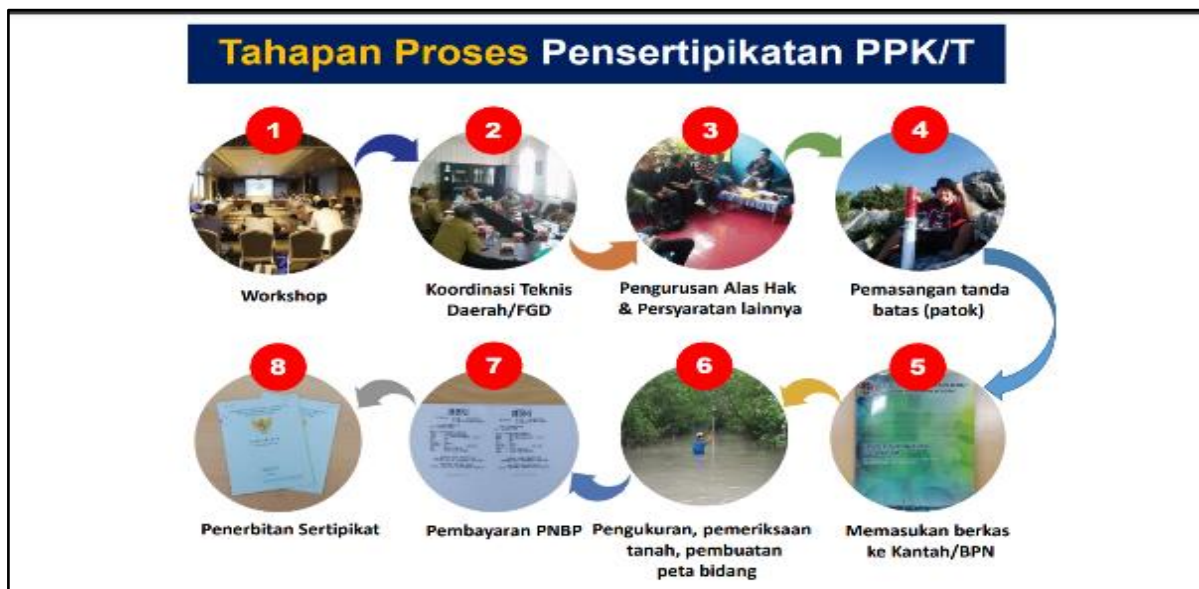 Tahapan Proses Pensertipikatan PPK/T
1
2
3
4
Workshop
Koordinasi Teknis
Daerah/FGD
Pengurusan Alas Hak
& Persyaratan lainnya
Pemasangan tanda
batas (patok)
8
7
6
5
Penerbitan Sertipikat
Pembayaran PNBP
Pengukuran, pemeriksaan
tanah, pembuatan
peta bidang
Memasukan berkas
ke Kantah/BPN